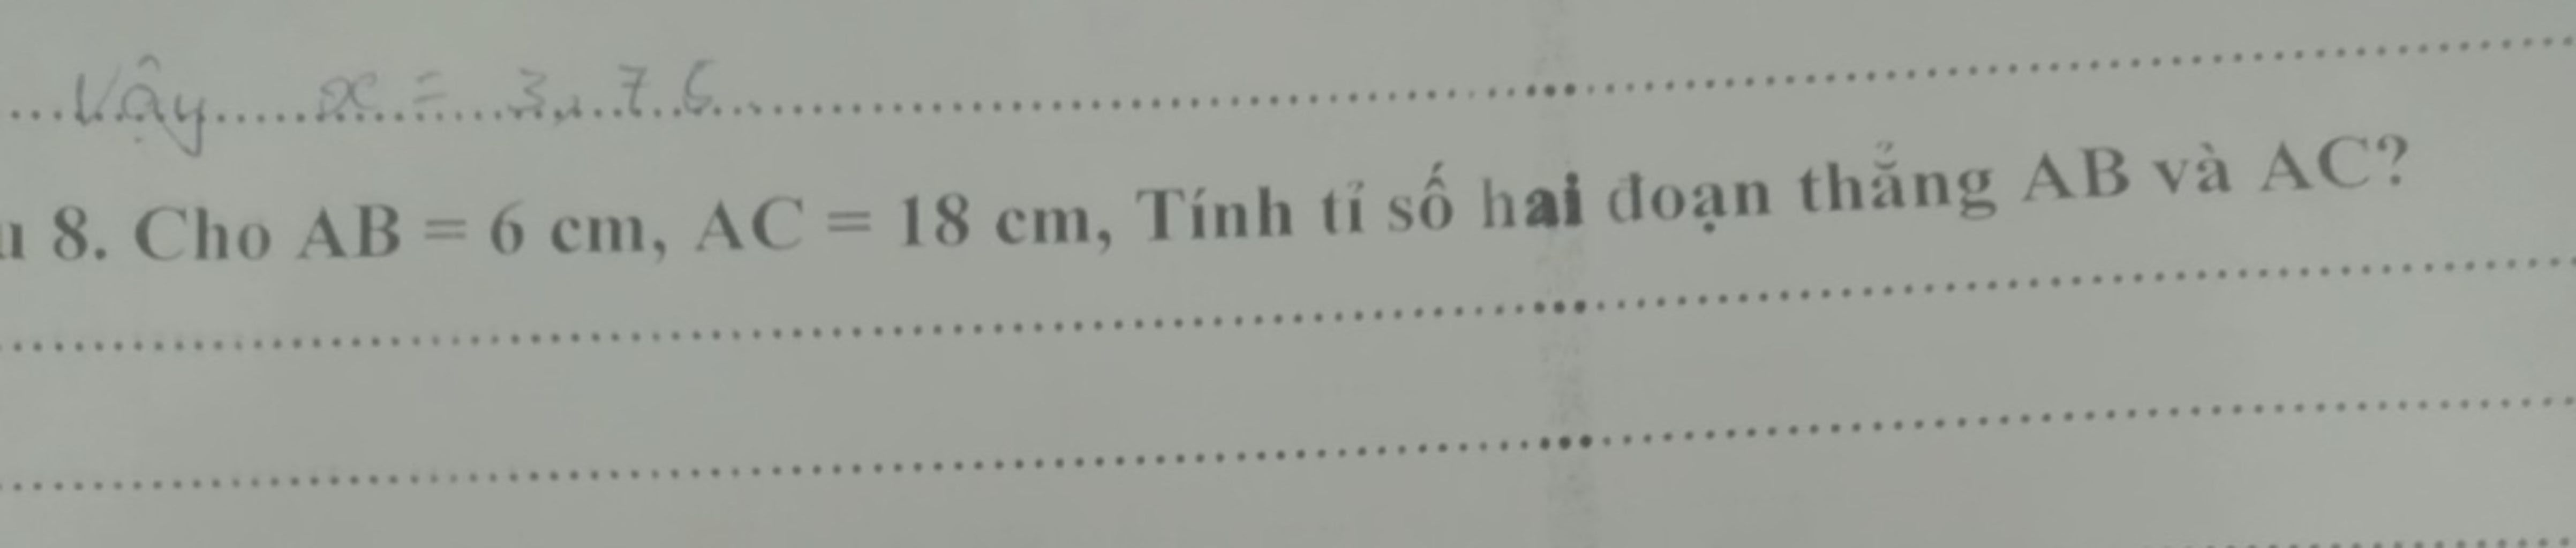 Vậy x = 3,75
u 8. Cho AB = 6 cm, AC = 18 cm, Tính tỉ số hai đoạn thẳng AB và AC?